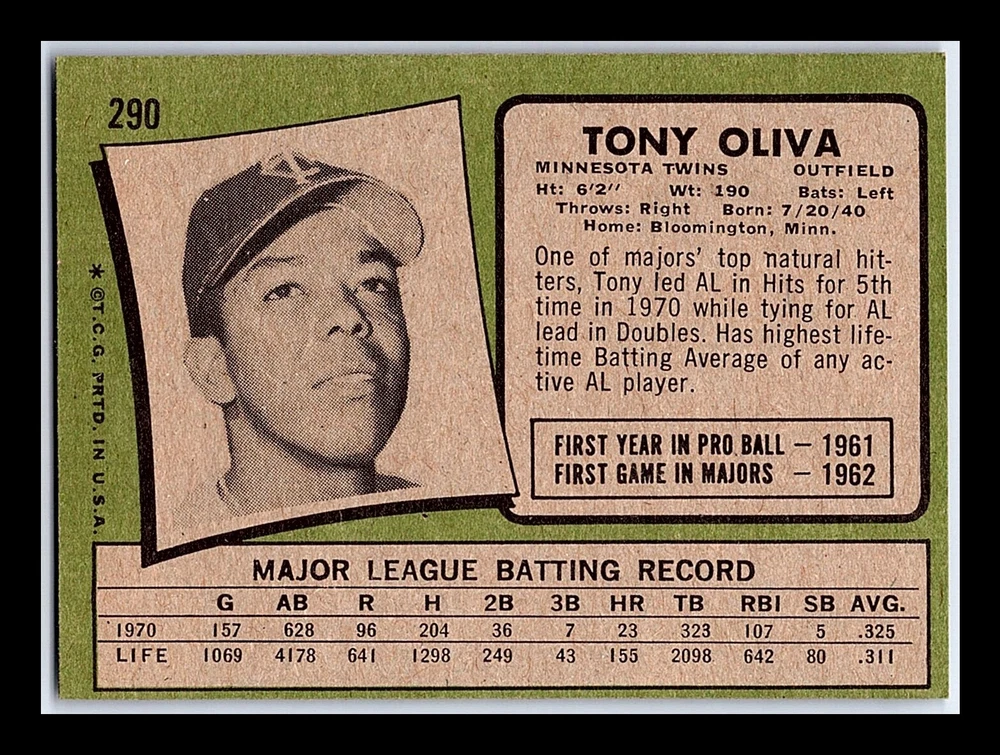 290
TONY OLIVA
MINNESOTA TWINS OUTFIELD
Ht: 6'2" Wt: 190 Bats: Left
Throws: Right Born: 7/20/40
Home: Bloomington, Minn.
One of majors' top natural hit-
ters, Tony led AL in Hits for 5th
time in 1970 while tying for AL
lead in Doubles. Has highest life-
time Batting Average of any ac-
tive AL player.
FIRST YEAR IN PRO BALL — 1961
FIRST GAME IN MAJORS — 1962
* ©T.C.G. PRTD. IN U.S.A.
MAJOR LEAGUE BATTING RECORD
G AB R H 2B 3B HR TB RBI SB AVG.
1970 157 628 96 204 36 7 23 323 107 5 .325
LIFE 1069 4178 641 1298 249 43 155 2098 642 80 .311